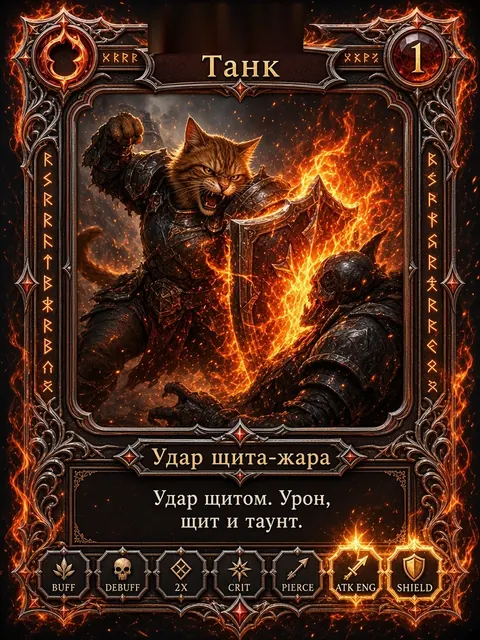 Танк
1
Удар щита-жара
Удар щитом. Урон,
щит и таунт.
BUFF
DEBUFF
2X
CRIT
PIERCE
ATK ENG
SHIELD